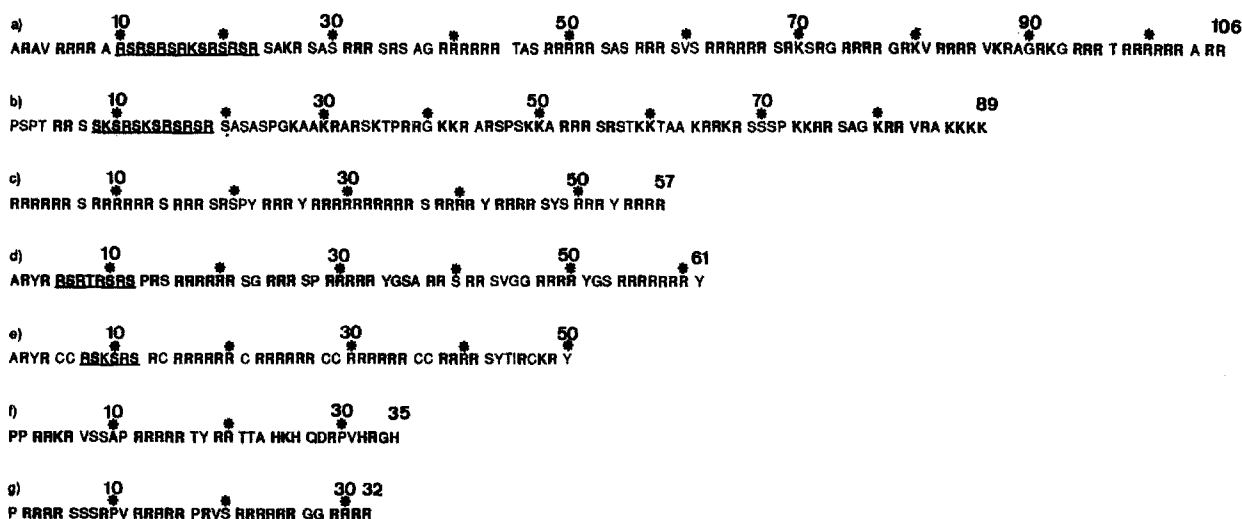 a) 10 30 50 70 90 106
* * * * * * * * * *
ARAV RRRR A RSRSRSRKSRSRSR SAKR SAS RRR SRS AG RRRRRR TAS RRRRR SAS RRR SVS RRRRRR SRKSRG RRRR GRKV RRRR VKRAGRKG RRR T RRRRRR A RR
b) 10 30 50 70 89
* * * * * * * *
PSPT RR S SKSRSKSRSRSR SASASPGKAAKRARSKTPRRG KKR ARSPSKKA RRR SRSTKKTAA KRRKR SSSP KKRR SAG KRR VRA KKKK
c) 10 30 50 57
* * * * *
RRRRRR S RRRRRR S RRR SRSPY RRR Y RRRRRRRRRR S RRRR Y RRRR SYS RRR Y RRRR
d) 10 30 50 61
* * * * * *
ARYR RSRTRSRS PRS RRRRRR SG RRR SP RRRRR YGSA RR S RR SVGG RRRR YGS RRRRRRR Y
e) 10 30 50
* * * * *
ARYR CC RSKSRS RC RRRRRR C RRRRRR CC RRRRRR CC RRRR SYTIRCKR Y
f) 10 30 35
* * *
PP RRKR VSSAP RRRRR TY RR TTA HKH QDRPVHRGH
g) 10 30 32
* * *
P RRRR SSSRPV RRRRR PRVS RRRRRR GG RRRR